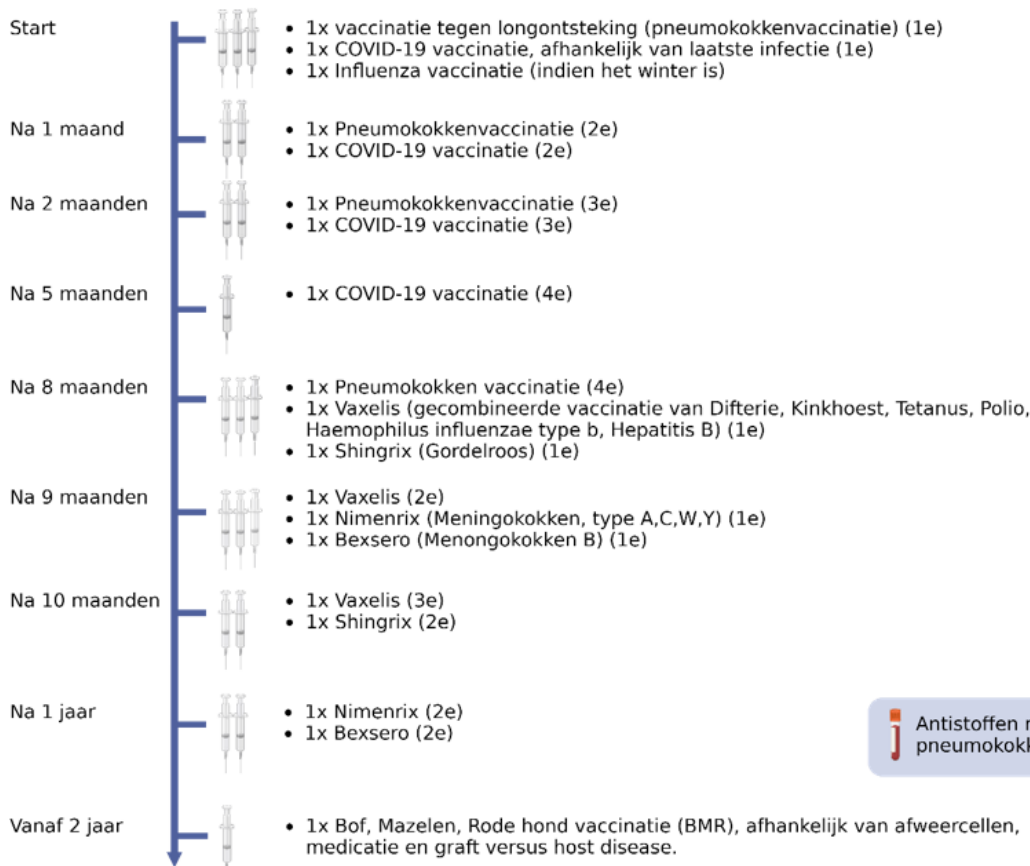 Start
• 1x vaccinatie tegen longontsteking (pneumokokkenvaccinatie) (1e)
• 1x COVID-19 vaccinatie, afhankelijk van laatste infectie (1e)
• 1x Influenza vaccinatie (indien het winter is)
Na 1 maand
• 1x Pneumokokkenvaccinatie (2e)
• 1x COVID-19 vaccinatie (2e)
Na 2 maanden
• 1x Pneumokokkenvaccinatie (3e)
• 1x COVID-19 vaccinatie (3e)
Na 5 maanden
• 1x COVID-19 vaccinatie (4e)
Na 8 maanden
• 1x Pneumokokken vaccinatie (4e)
• 1x Vaxelis (gecombineerde vaccinatie van Difterie, Kinkhoest, Tetanus, Polio,
Haemophilus influenzae type b, Hepatitis B) (1e)
• 1x Shingrix (Gordelroos) (1e)
Na 9 maanden
• 1x Vaxelis (2e)
• 1x Nimenrix (Meningokokken, type A,C,W,Y) (1e)
• 1x Bexsero (Menongokokken B) (1e)
Na 10 maanden
• 1x Vaxelis (3e)
• 1x Shingrix (2e)
Na 1 jaar
• 1x Nimenrix (2e)
• 1x Bexsero (2e)
Antistoffen
Vanaf 2 jaar
• 1x Bof, Mazelen, Rode hond vaccinatie (BMR), afhankelijk van afweercellen,
medicatie en graft versus host disease.